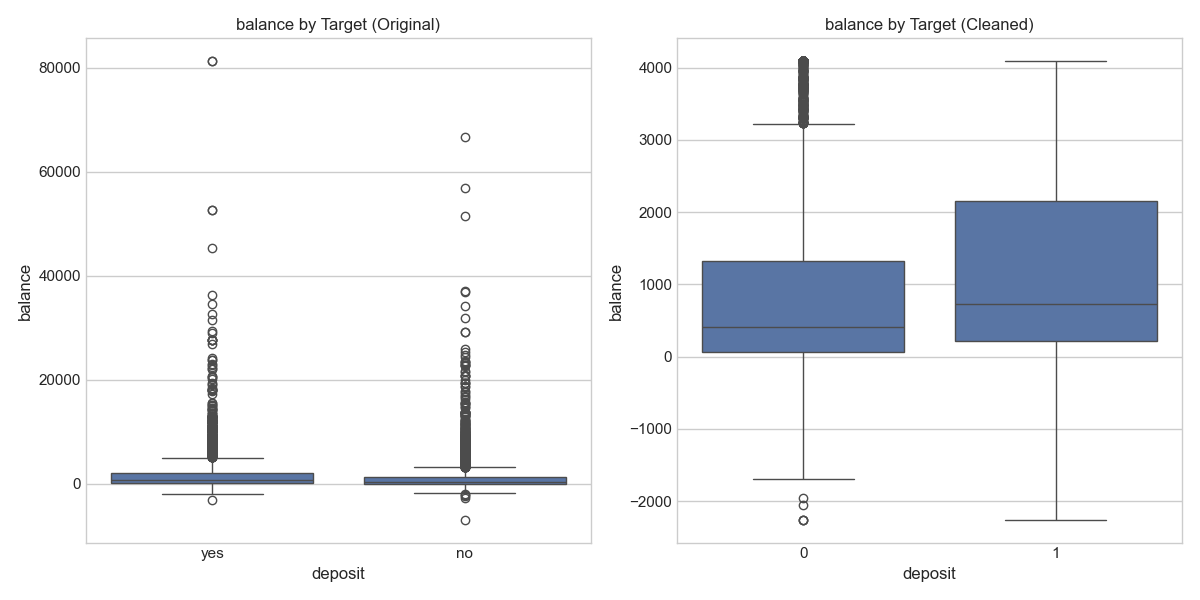 balance by Target (Original)
80000
60000
40000
20000
0
balance
yes
no
deposit
balance by Target (Cleaned)
4000
3000
2000
1000
0
−1000
−2000
balance
0
1
deposit